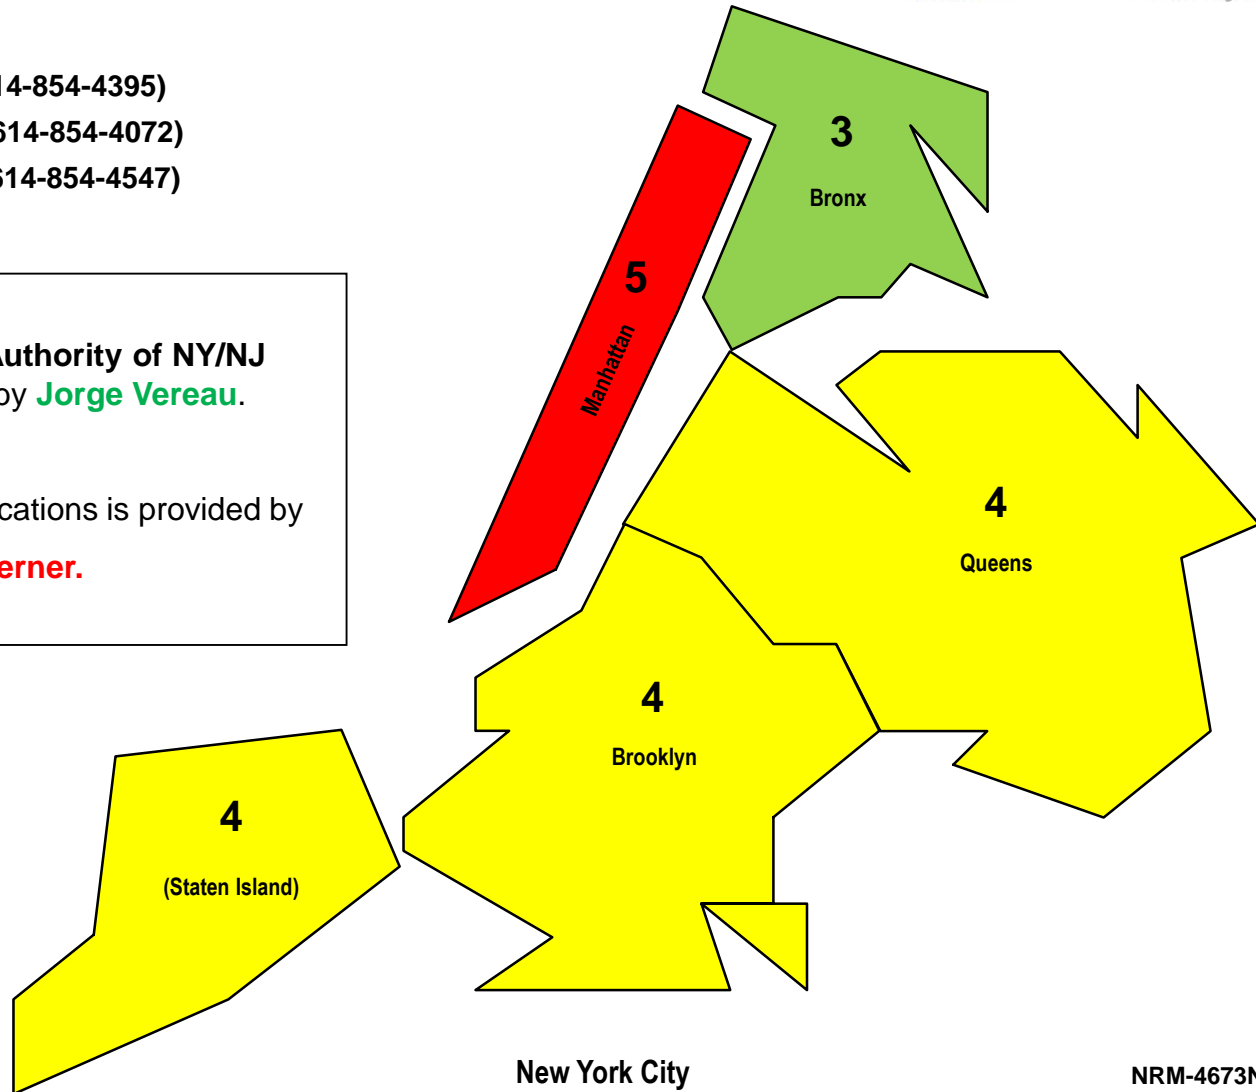 14-854-4395)
614-854-4072)
614-854-4547)
Authority of NY/NJ
by Jorge Vereau.
cations is provided by
erner.
3
Bronx
5
Manhattan
4
Queens
4
Brooklyn
4
(Staten Island)
New York City
NRM-4673N